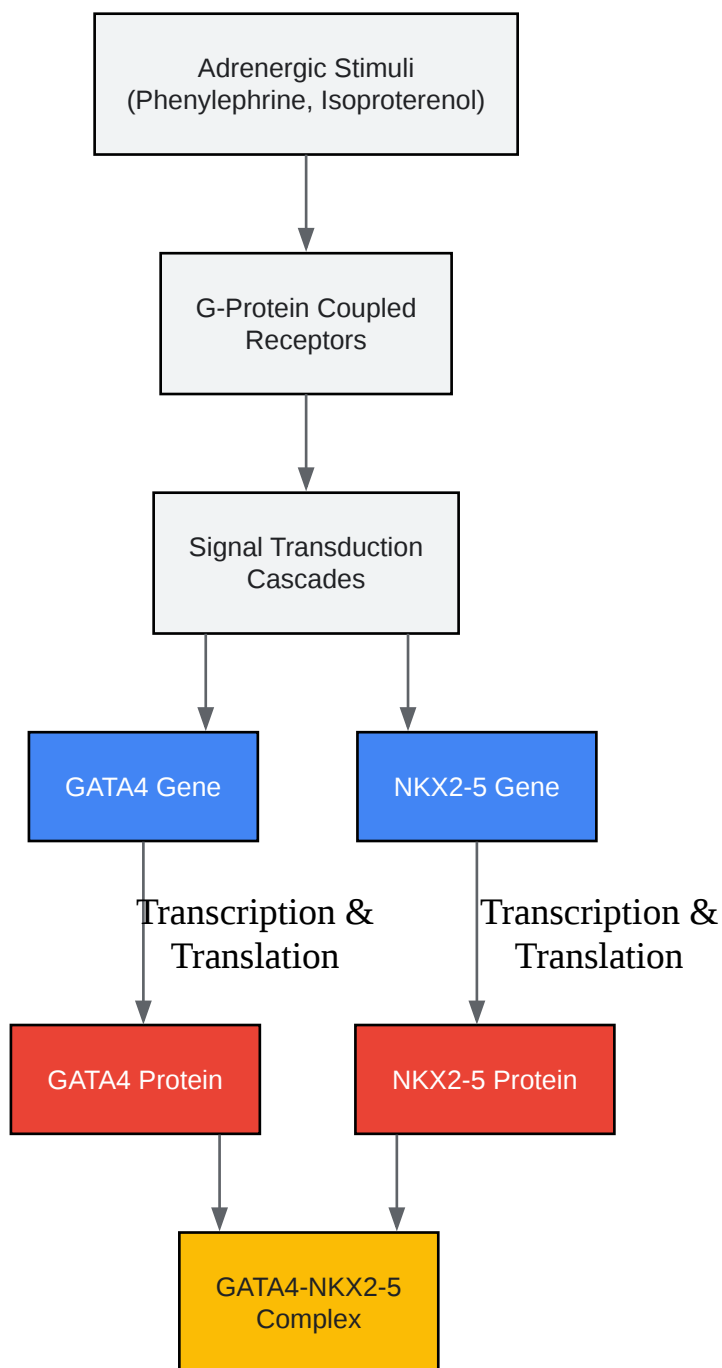 Adrenergic Stimuli
(Phenylephrine, Isoproterenol)
G-Protein Coupled
Receptors
Signal Transduction
Cascades
GATA4 Gene
NKX2-5 Gene
Transcription &
Translation
Transcription &
Translation
GATA4 Protein
NKX2-5 Protein
GATA4-NKX2-5
Complex